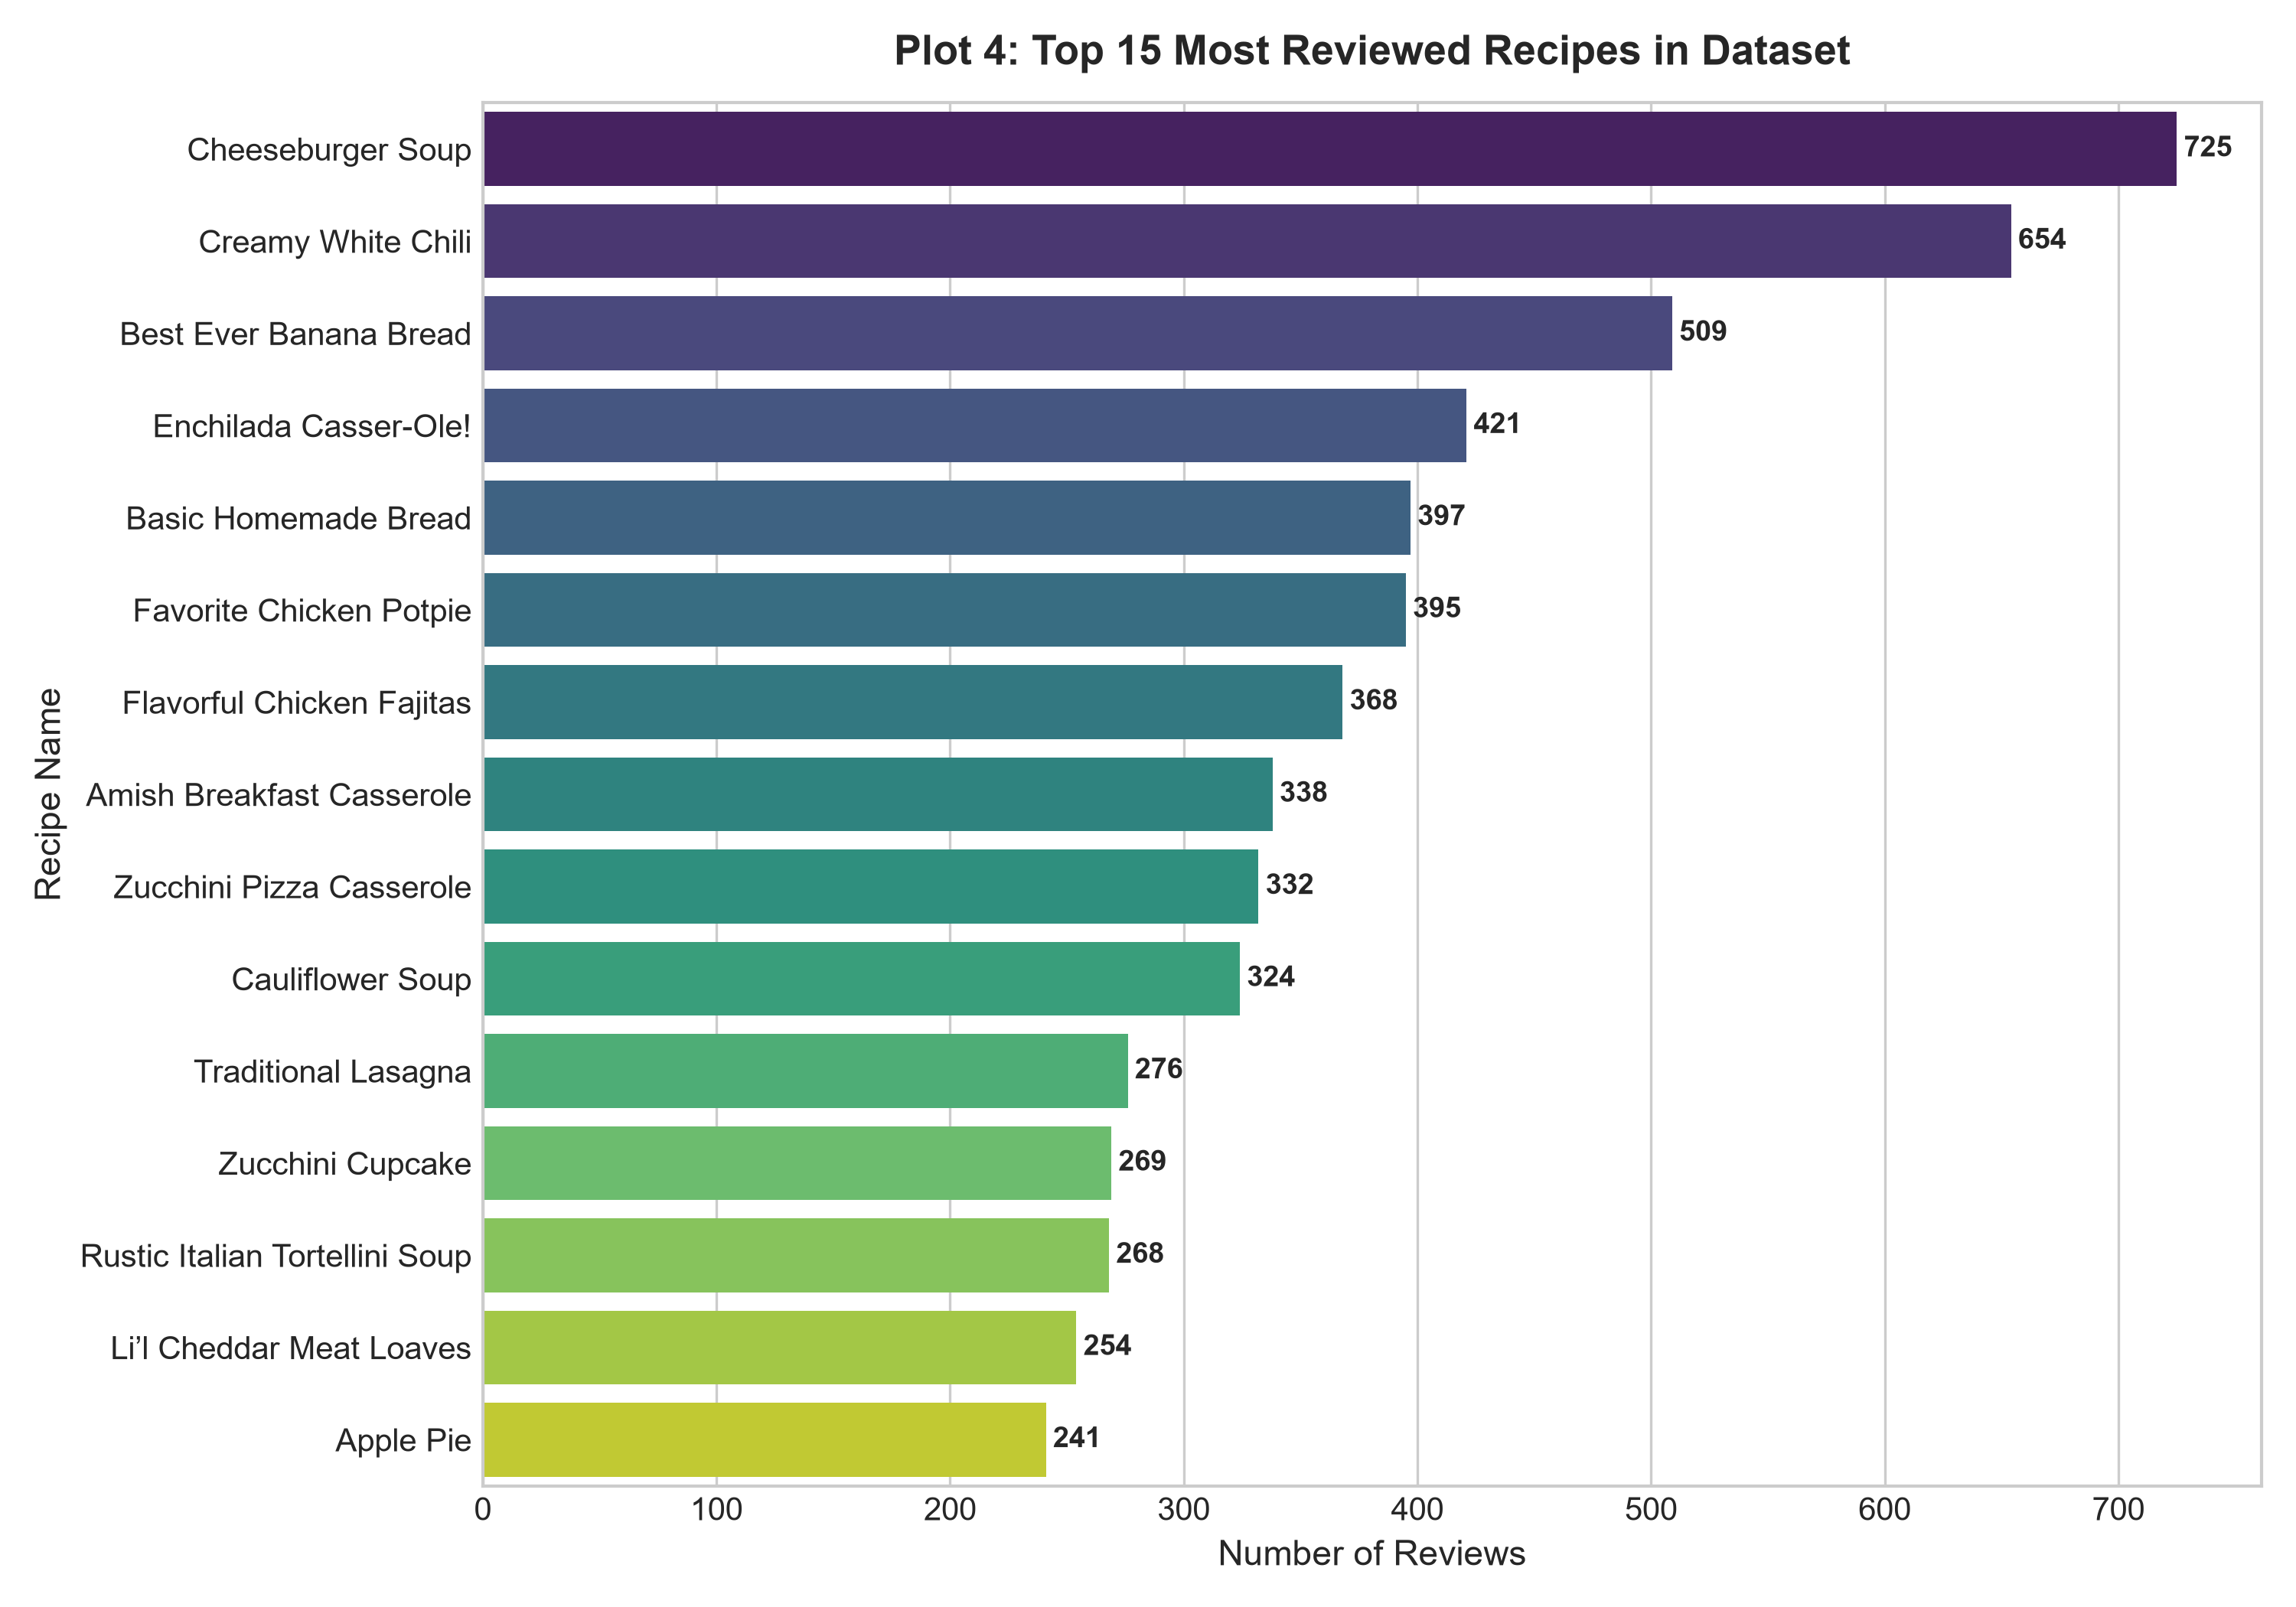 Plot 4: Top 15 Most Reviewed Recipes in Dataset
Recipe Name
Cheeseburger Soup 725
Creamy White Chili 654
Best Ever Banana Bread 509
Enchilada Casser-Ole! 421
Basic Homemade Bread 397
Favorite Chicken Potpie 395
Flavorful Chicken Fajitas 368
Amish Breakfast Casserole 338
Zucchini Pizza Casserole 332
Cauliflower Soup 324
Traditional Lasagna 276
Zucchini Cupcake 269
Rustic Italian Tortellini Soup 268
Li’l Cheddar Meat Loaves 254
Apple Pie 241
0 100 200 300 400 500 600 700
Number of Reviews